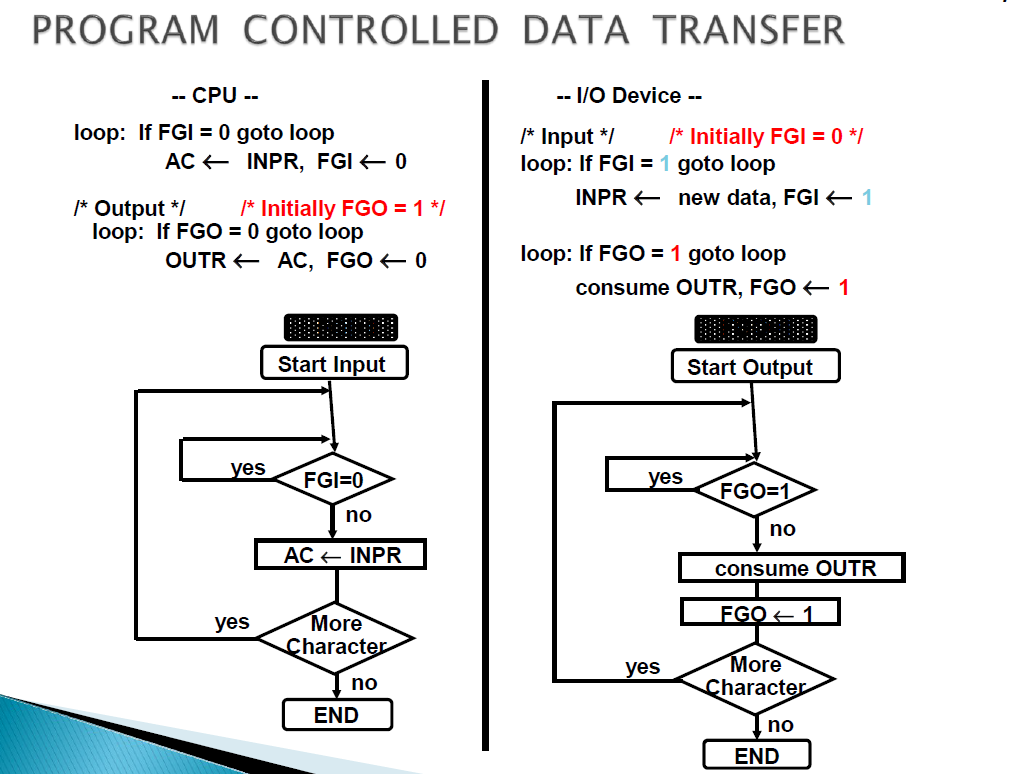 PROGRAM CONTROLLED DATA TRANSFER
-- CPU --
loop: If FGI = 0 goto loop
AC ← INPR, FGI ← 0
/* Output */ /* Initially FGO = 1 */
loop: If FGO = 0 goto loop
OUTR ← AC, FGO ← 0
-- I/O Device --
/* Input */ /* Initially FGI = 0 */
loop: If FGI = 1 goto loop
INPR ← new data, FGI ← 1
loop: If FGO = 1 goto loop
consume OUTR, FGO ← 1
Start Input
yes
FGI=0
no
AC ← INPR
yes
More
Character
no
END
Start Output
yes
FGO=1
no
consume OUTR
FGO ← 1
yes
More
Character
no
END